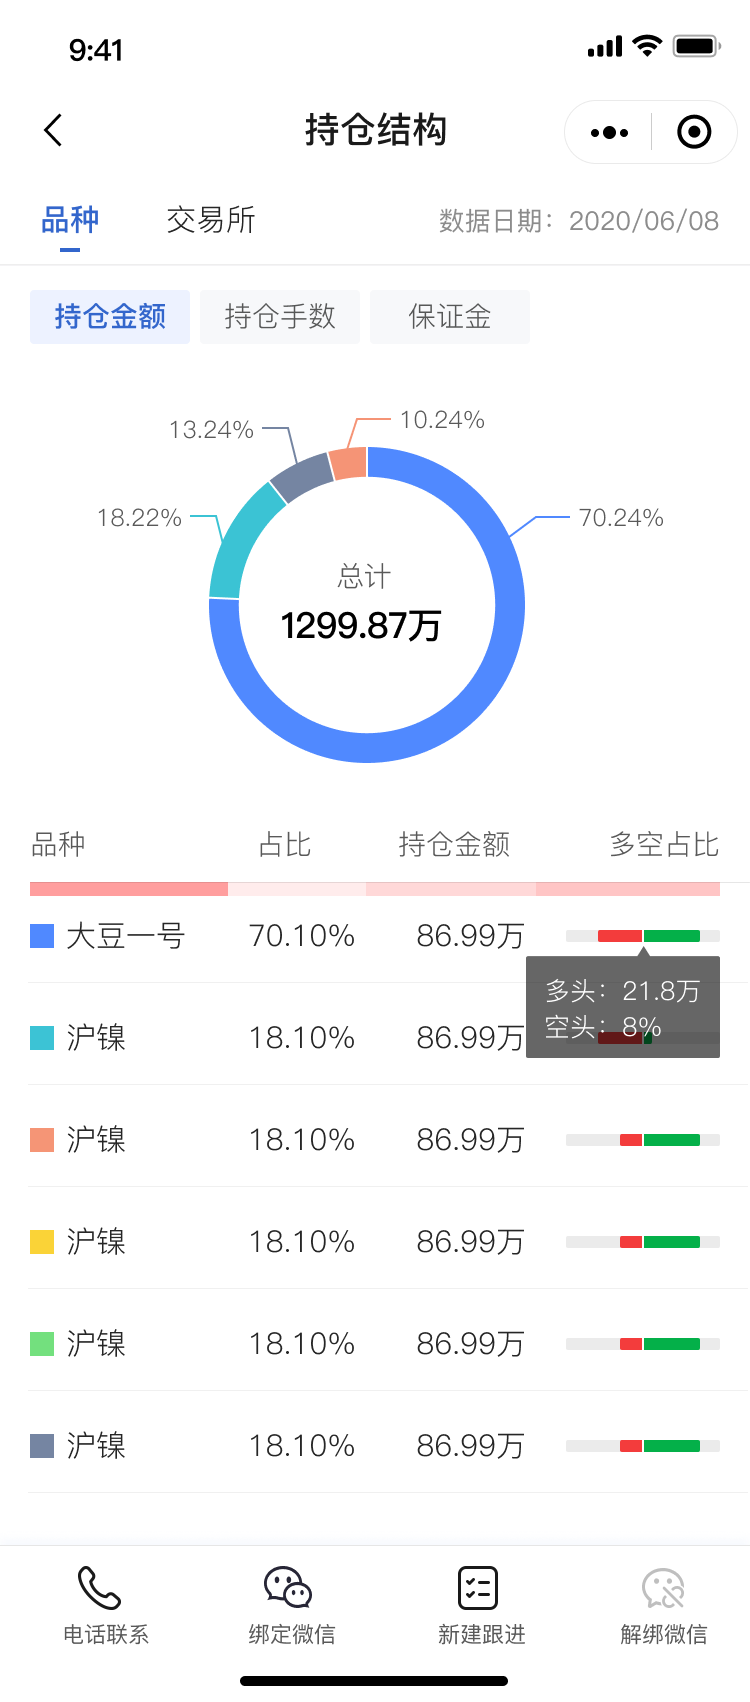 9:41
持仓结构
品种 交易所 数据日期：2020/06/08
持仓金额 持仓手数 保证金
13.24% 10.24%
18.22% 70.24%
总计
1299.87万
品种 占比 持仓金额 多空占比
大豆一号 70.10% 86.99万
多头：21.8万
空头：8%
沪镍 18.10% 86.99万
沪镍 18.10% 86.99万
沪镍 18.10% 86.99万
沪镍 18.10% 86.99万
沪镍 18.10% 86.99万
电话联系 绑定微信 新建跟进 解绑微信